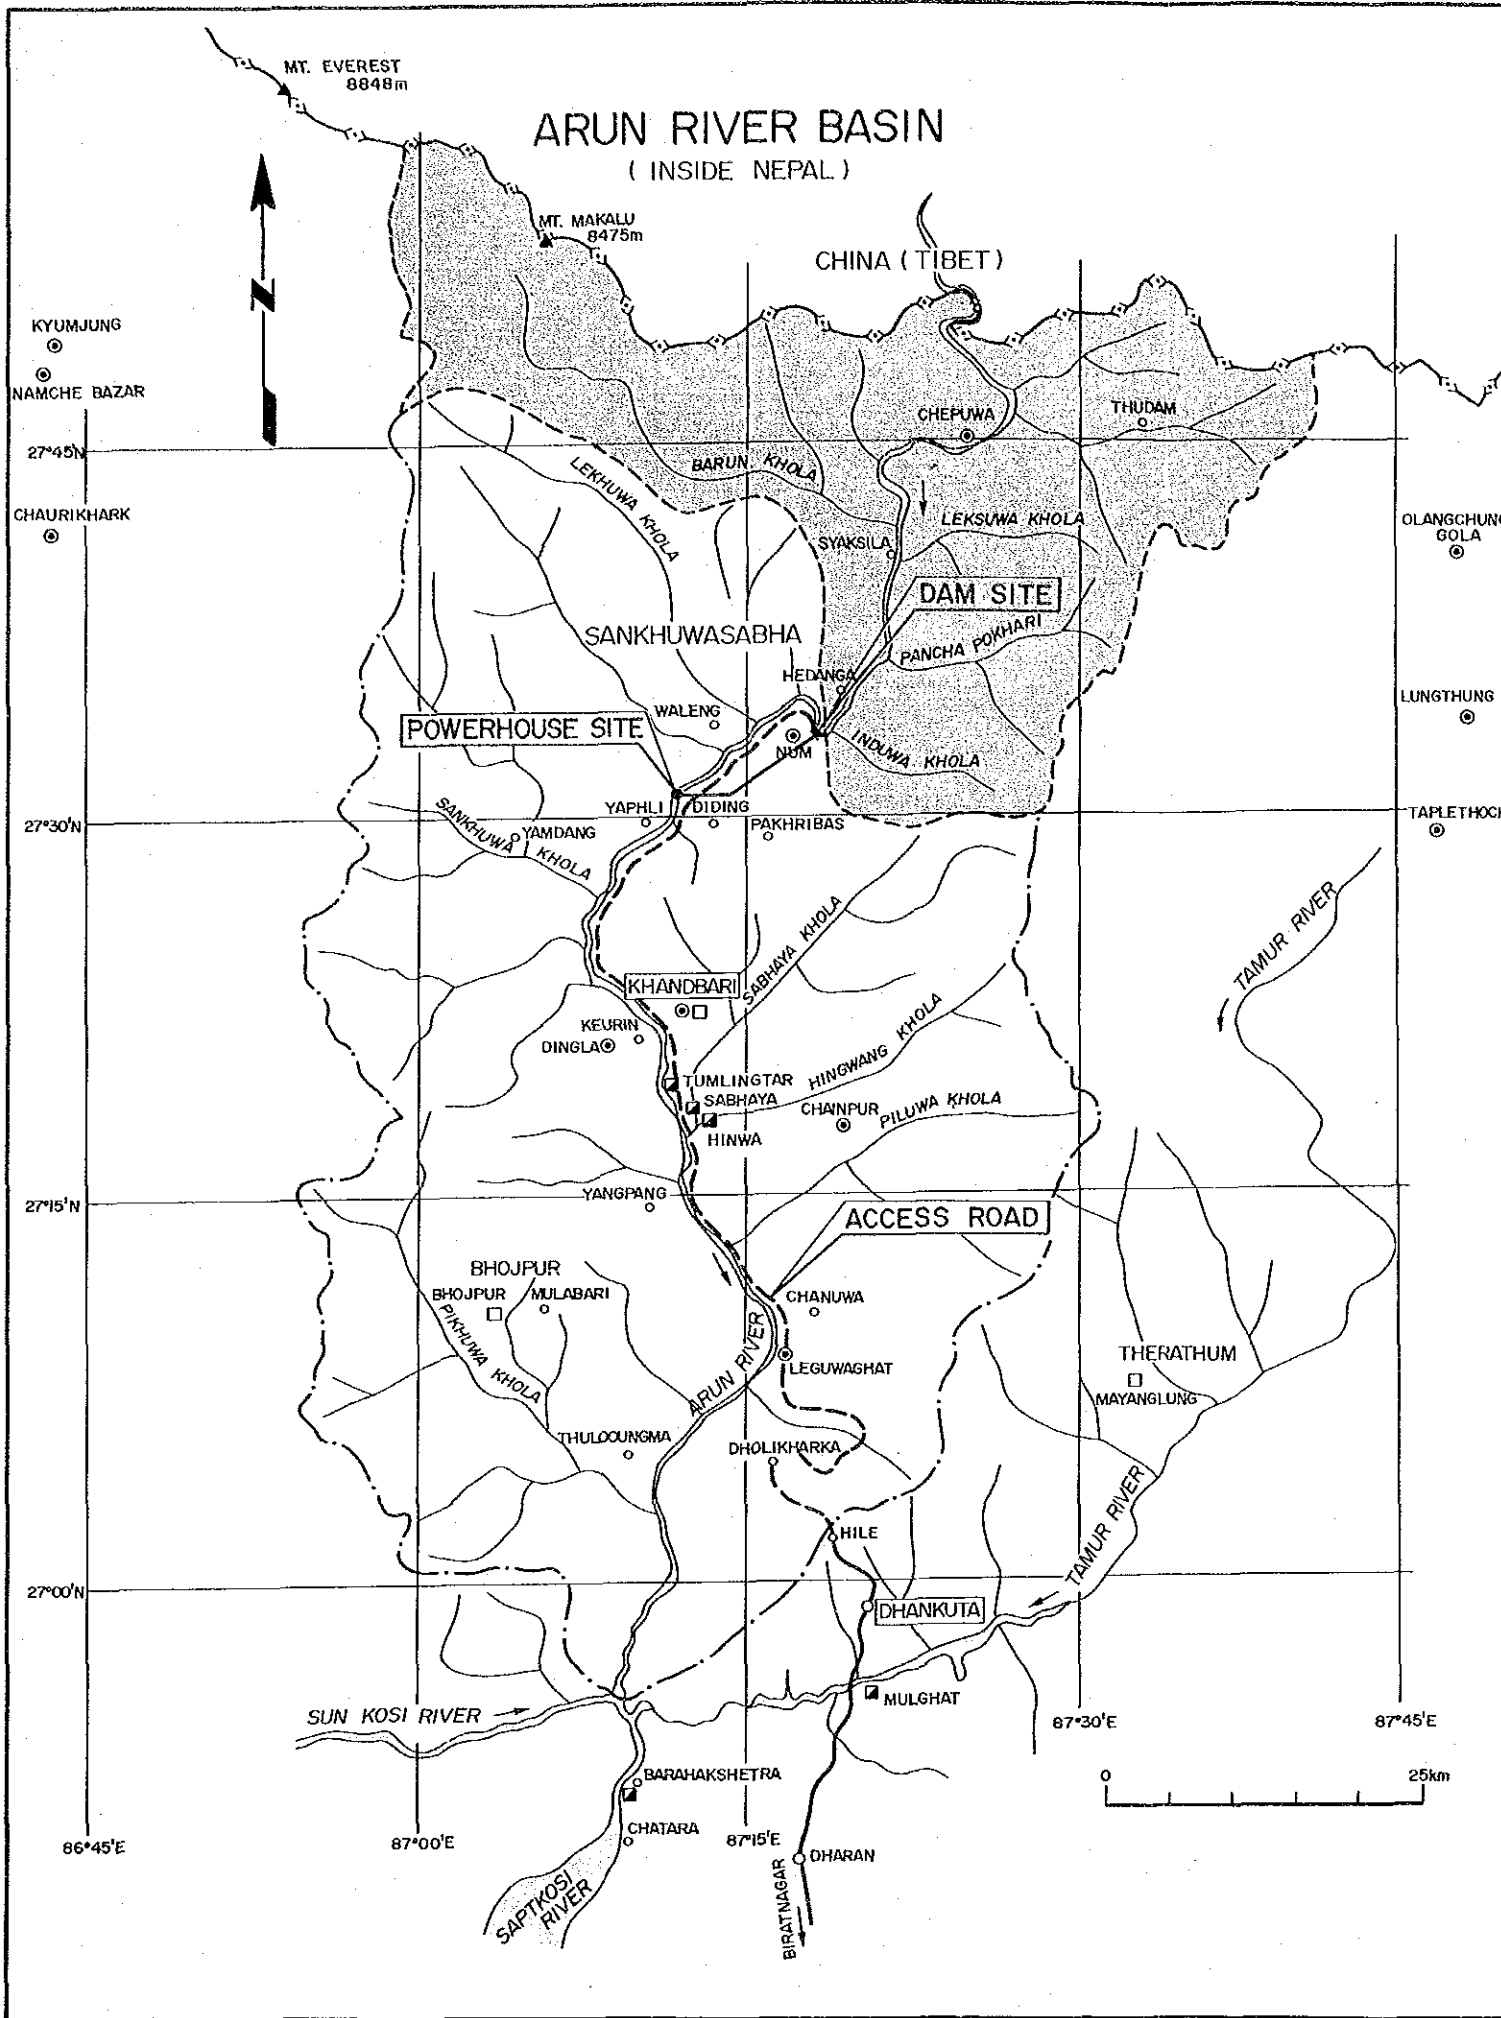 MT. EVEREST
8848m
ARUN RIVER BASIN
( INSIDE NEPAL )
MT. MAKALU
8475m
CHINA ( TIBET )
N
KYUMJUNG
NAMCHE BAZAR
CHEPUWA
THUDAM
27°45'N
LEKHUWA KHOLA
BARUN KHOLA
CHAURIKHARK
LEKSUWA KHOLA
OLANGCHUNG
GOLA
SYAKSILA
DAM SITE
SANKHUWASABHA
PANCHA POKHARI
HEDANGA
LUNGTHUNG
WALENG
POWERHOUSE SITE
NUM
INDUWA KHOLA
SANKHUWA KHOLA
YAPHLI
DIDING
27°30'N
YAMDANG
PAKHRIBAS
TAPLETHOCK
TAMUR RIVER
SABHAYA KHOLA
KHANDBARI
KEURIN
DINGLA
HINGWANG KHOLA
TUMLINGTAR
SABHAYA
CHAINPUR
PILUWA KHOLA
HINWA
YANGPANG
27°15'N
ACCESS ROAD
BHOJPUR
BHOJPUR
MULABARI
CHANUWA
PIKHUWA KHOLA
ARUN RIVER
THERATHUM
LEGUWAGHAT
MAYANGLUNG
THULODUNGMA
DHOLIKHARKA
TAMUR RIVER
HILE
27°00'N
DHANKUTA
MULGHAT
SUN KOSI RIVER
87°30'E
87°45'E
BARAHAKSHETRA
0
25km
CHATARA
86°45'E
87°00'E
87°15'E
DHARAN
SAPTKOSI
RIVER
BIRATNAGAR